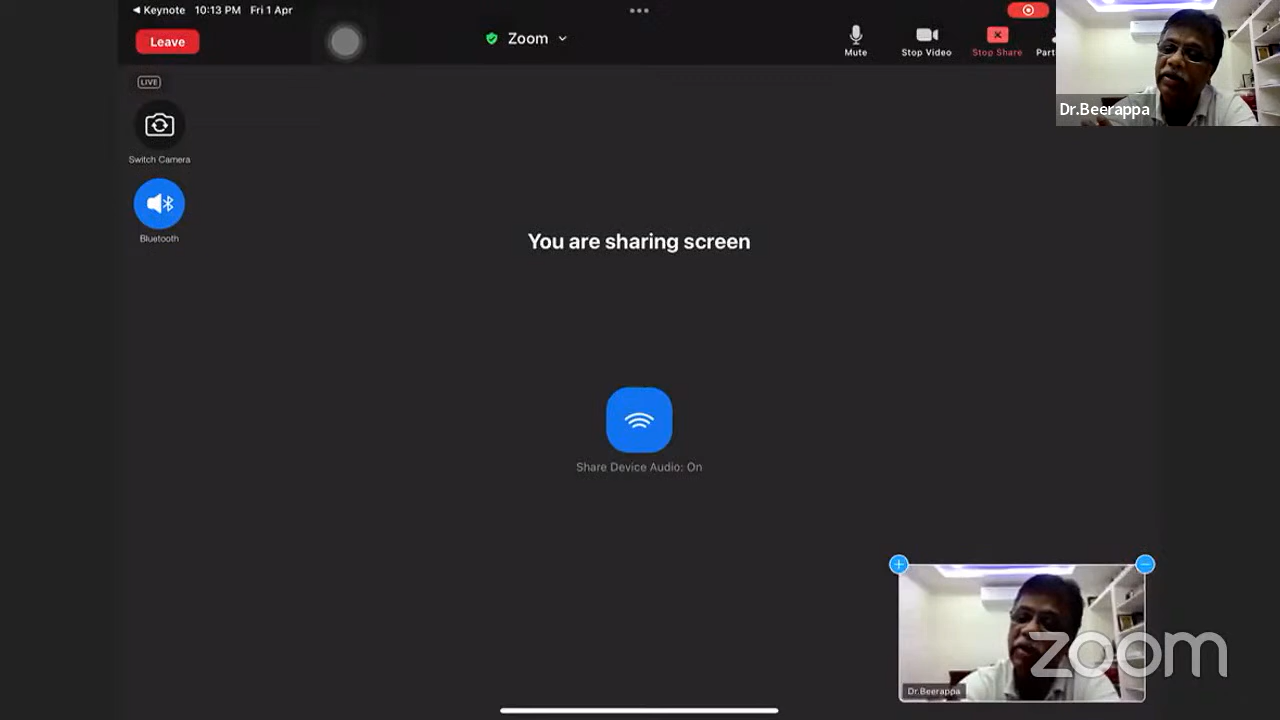 ◀ Keynote 10:13 PM Fri 1 Apr
Leave
Zoom
Mute
Stop Video
Stop Share
Part
LIVE
Dr.Beerappa
Switch Camera
Bluetooth
You are sharing screen
Share Device Audio: On
Dr.Beerappa
zoom